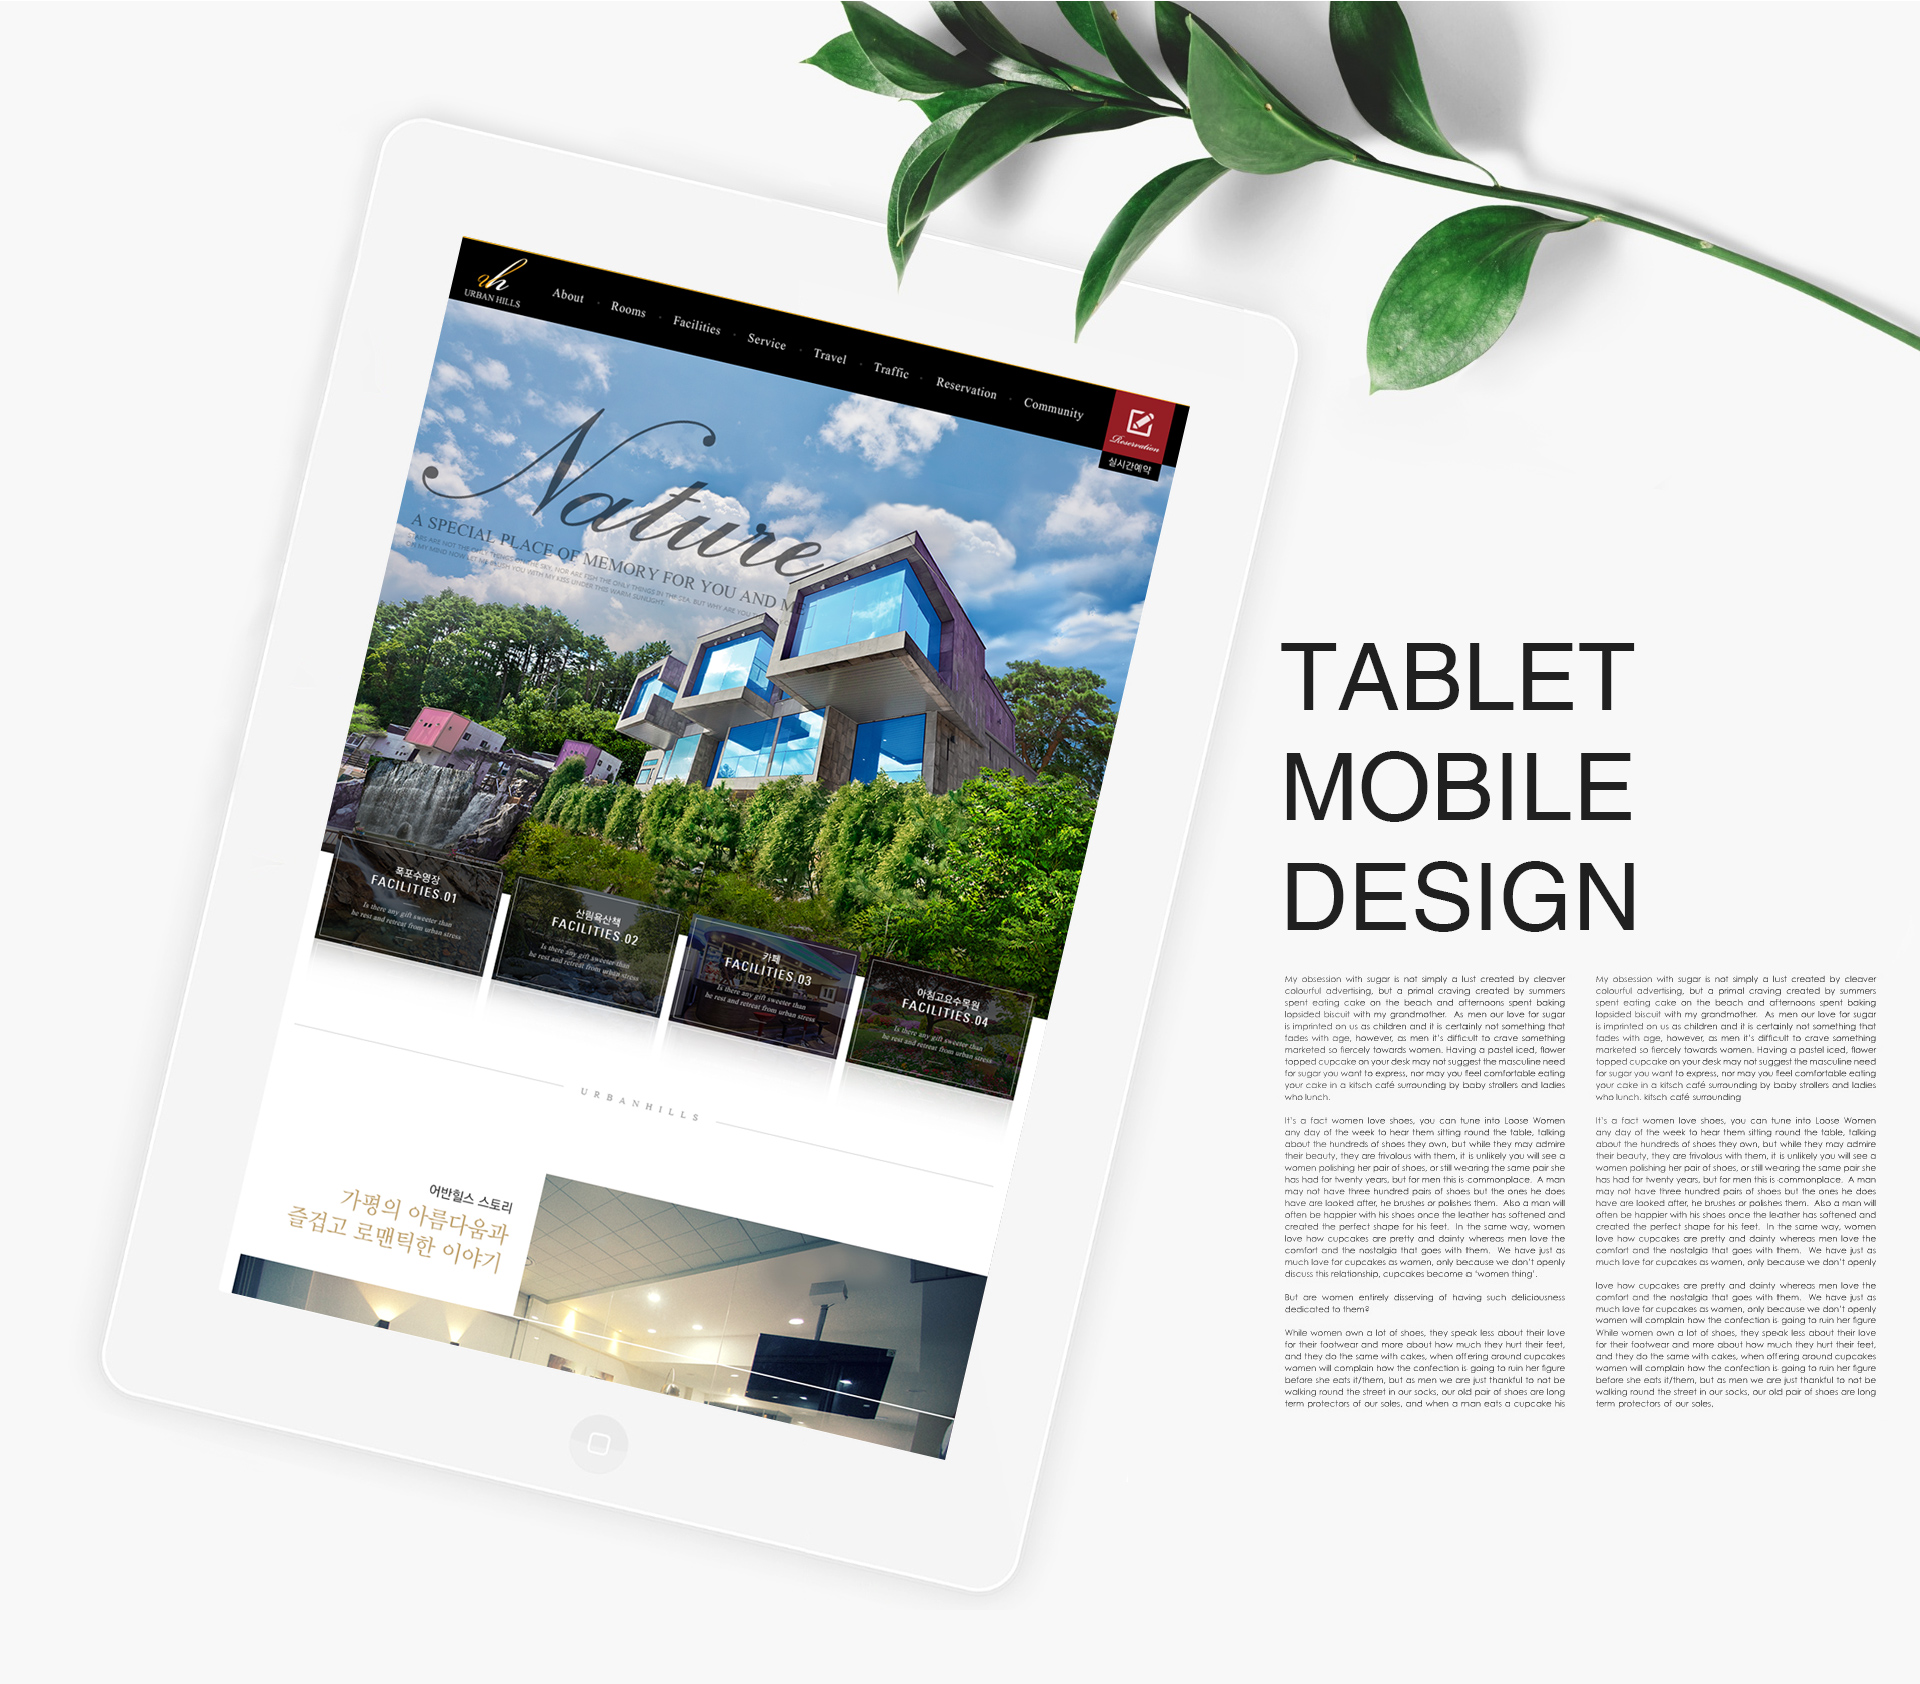 uh
URBAN HILLS
About
Rooms
Facilities
Service
Travel
Traffic
Reservation
Community
Reservation
실시간예약
Nature
A SPECIAL PLACE OF MEMORY FOR YOU AND ME
폭포수영장
FACILITIES.01
Is there any gift sweeter than
he rest and retreat from urban stress
산림욕산책
FACILITIES.02
Is there any gift sweeter than
he rest and retreat from urban stress
카페
FACILITIES.03
Is there any gift sweeter than
he rest and retreat from urban stress
아침고요수목원
FACILITIES.04
Is there any gift sweeter than
he rest and retreat from urban stress
URBANHILLS
어반힐스 스토리
가평의 아름다움과
즐겁고 로맨틱한 이야기
TABLET
MOBILE
DESIGN
My obsession with sugar is not simply a lust created by cleaver
colourful advertising, but a primal craving created by summers
spent eating cake on the beach and afternoons spent baking
lopsided biscuit with my grandmother. As men our love for sugar
is imprinted on us as children and it is certainly not something that
fades with age, however, as men it's difficult to crave something
marketed so fiercely towards women. Having a pastel iced, flower
topped cupcake on your desk may not suggest the masculine need
for sugar you want to express, nor may you feel comfortable eating
your cake in a kitsch café surrounding by baby strollers and ladies
who lunch.
It's a fact women love shoes, you can tune into Loose Women
any day of the week to hear them sitting round the table, talking
about the hundreds of shoes they own, but while they may admire
their beauty, they are frivolous with them, it is unlikely you will see a
women polishing her pair of shoes, or still wearing the same pair she
has had for twenty years, but for men this is commonplace. A man
may not have three hundred pairs of shoes but the ones he does
have are looked after, he brushes or polishes them. Also a man will
often be happier with his shoes once the leather has softened and
created the perfect shape for his feet. In the same way, women
love how cupcakes are pretty and dainty whereas men love the
comfort and the nostalgia that goes with them. We have just as
much love for cupcakes as women, only because we don't openly
discuss this relationship, cupcakes become a 'women thing'.
But are women entirely disserving of having such deliciousness
dedicated to them?
While women own a lot of shoes, they speak less about their love
for their footwear and more about how much they hurt their feet,
and they do the same with cakes, when offering around cupcakes
women will complain how the confection is going to ruin her figure
before she eats it/them, but as men we are just thankful to not be
walking round the street in our socks, our old pair of shoes are long
term protectors of our soles, and when a man eats a cupcake his
My obsession with sugar is not simply a lust created by cleaver
colourful advertising, but a primal craving created by summers
spent eating cake on the beach and afternoons spent baking
lopsided biscuit with my grandmother. As men our love for sugar
is imprinted on us as children and it is certainly not something that
fades with age, however, as men it's difficult to crave something
marketed so fiercely towards women. Having a pastel iced, flower
topped cupcake on your desk may not suggest the masculine need
for sugar you want to express, nor may you feel comfortable eating
your cake in a kitsch café surrounding by baby strollers and ladies
who lunch. kitsch café surrounding
It's a fact women love shoes, you can tune into Loose Women
any day of the week to hear them sitting round the table, talking
about the hundreds of shoes they own, but while they may admire
their beauty, they are frivolous with them, it is unlikely you will see a
women polishing her pair of shoes, or still wearing the same pair she
has had for twenty years, but for men this is commonplace. A man
may not have three hundred pairs of shoes but the ones he does
have are looked after, he brushes or polishes them. Also a man will
often be happier with his shoes once the leather has softened and
created the perfect shape for his feet. In the same way, women
love how cupcakes are pretty and dainty whereas men love the
comfort and the nostalgia that goes with them. We have just as
much love for cupcakes as women, only because we don't openly
love how cupcakes are pretty and dainty whereas men love the
comfort and the nostalgia that goes with them. We have just as
much love for cupcakes as women, only because we don't openly
women will complain how the confection is going to ruin her figure
While women own a lot of shoes, they speak less about their love
for their footwear and more about how much they hurt their feet,
and they do the same with cakes, when offering around cupcakes
women will complain how the confection is going to ruin her figure
before she eats it/them, but as men we are just thankful to not be
walking round the street in our socks, our old pair of shoes are long
term protectors of our soles.